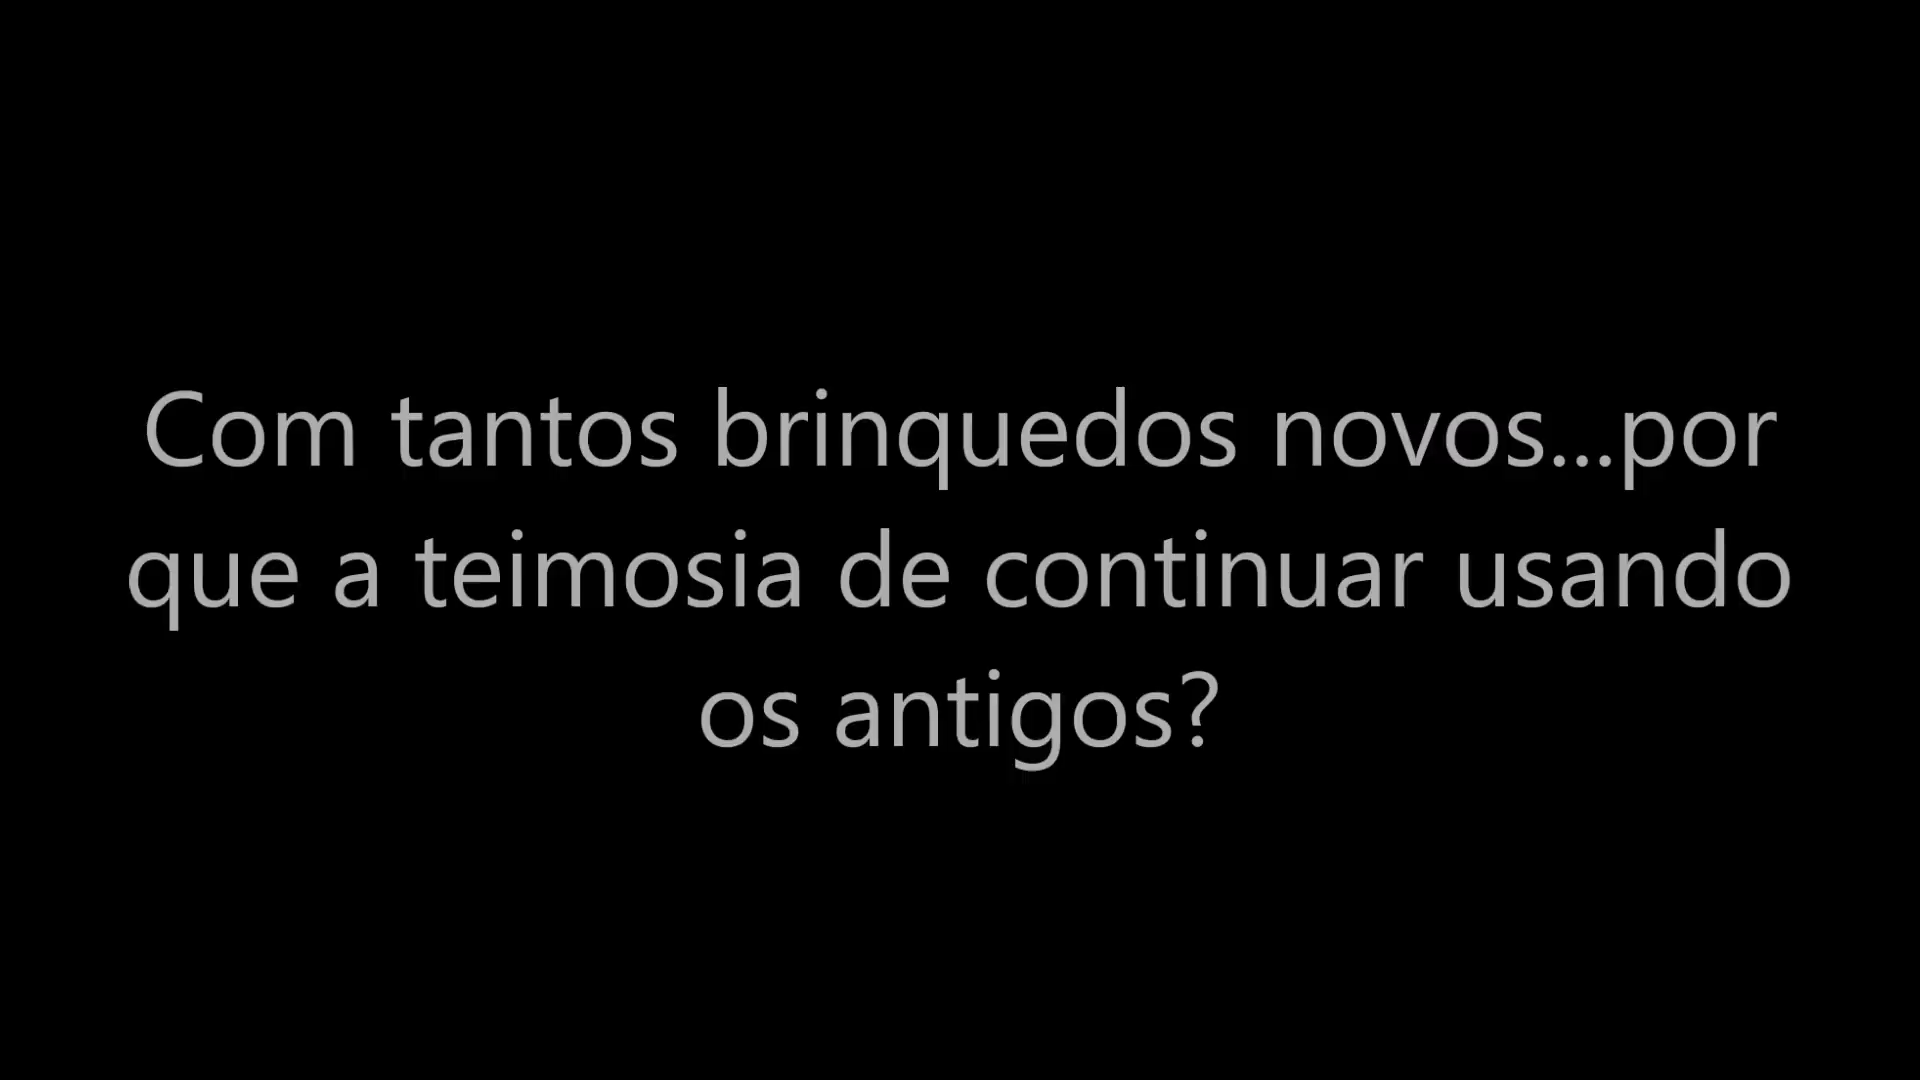 Com tantos brinquedos novos...por
que a teimosia de continuar usando
os antigos?